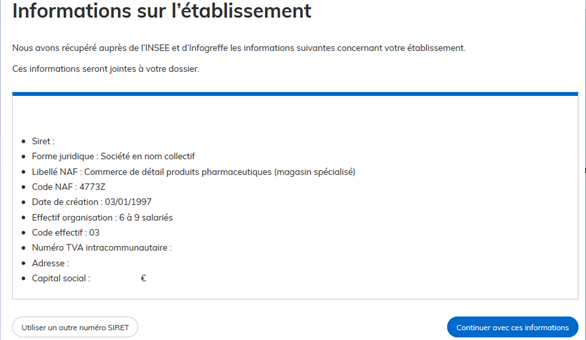 Informations sur l’établissement
Nous avons récupéré auprès de l’INSEE et d’Infogreffe les informations suivantes concernant votre établissement.
Ces informations seront jointes à votre dossier.
Siret :
Forme juridique : Société en nom collectif
Libellé NAF : Commerce de détail produits pharmaceutiques (magasin spécialisé)
Code NAF : 4773Z
Date de création : 03/01/1997
Effectif organisation : 6 à 9 salariés
Code effectif : 03
Numéro TVA intracommunautaire :
Adresse :
Capital social : €
Utiliser un autre numéro SIRET
Continuer avec ces informations